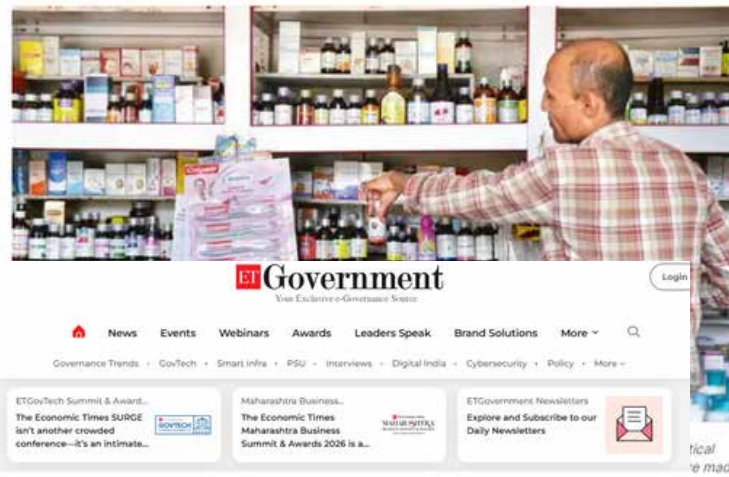 Colgate
ET Government
Your Exclusive e-Governance Source
Login
News Events Webinars Awards Leaders Speak Brand Solutions More
Governance Trends • GovTech • Smart Infra • PSU • Interviews • Digital India • Cybersecurity • Policy • More
ETGovTech Summit & Award...
The Economic Times SURGE
isn't another crowded
conference—it's an intimate...
GOVTECH
Maharashtra Business...
The Economic Times
Maharashtra Business
Summit & Awards 2026 is a...
MAHARASHTRA
ETGovernment Newsletters
Explore and Subscribe to our
Daily Newsletters
tical
re mad